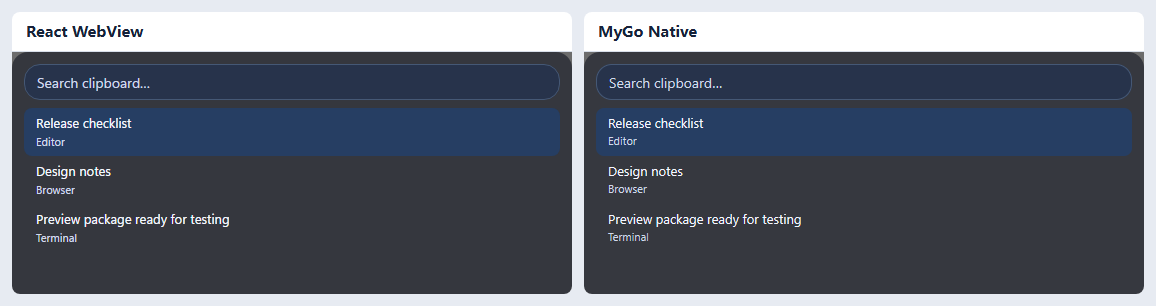 React WebView
Search clipboard...
Release checklist
Editor
Design notes
Browser
Preview package ready for testing
Terminal
MyGo Native
Search clipboard...
Release checklist
Editor
Design notes
Browser
Preview package ready for testing
Terminal